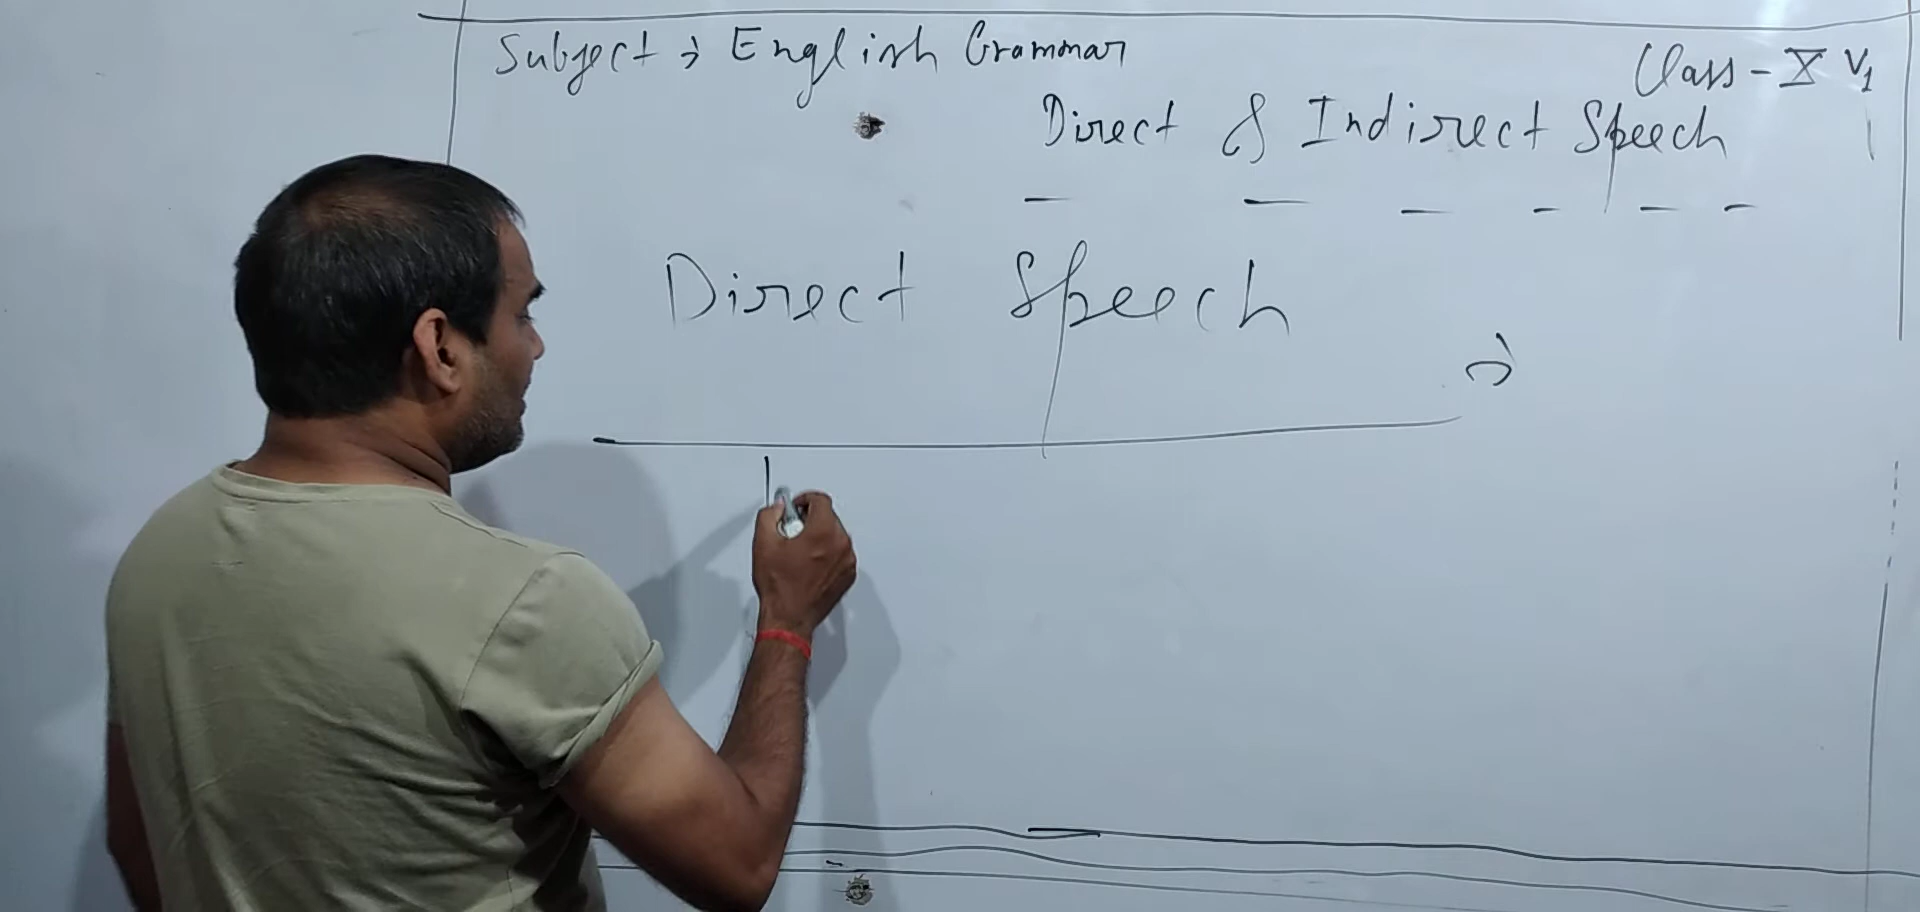 Subject → English Grammar
Class - X V1
Direct & Indirect Speech
Direct Speech